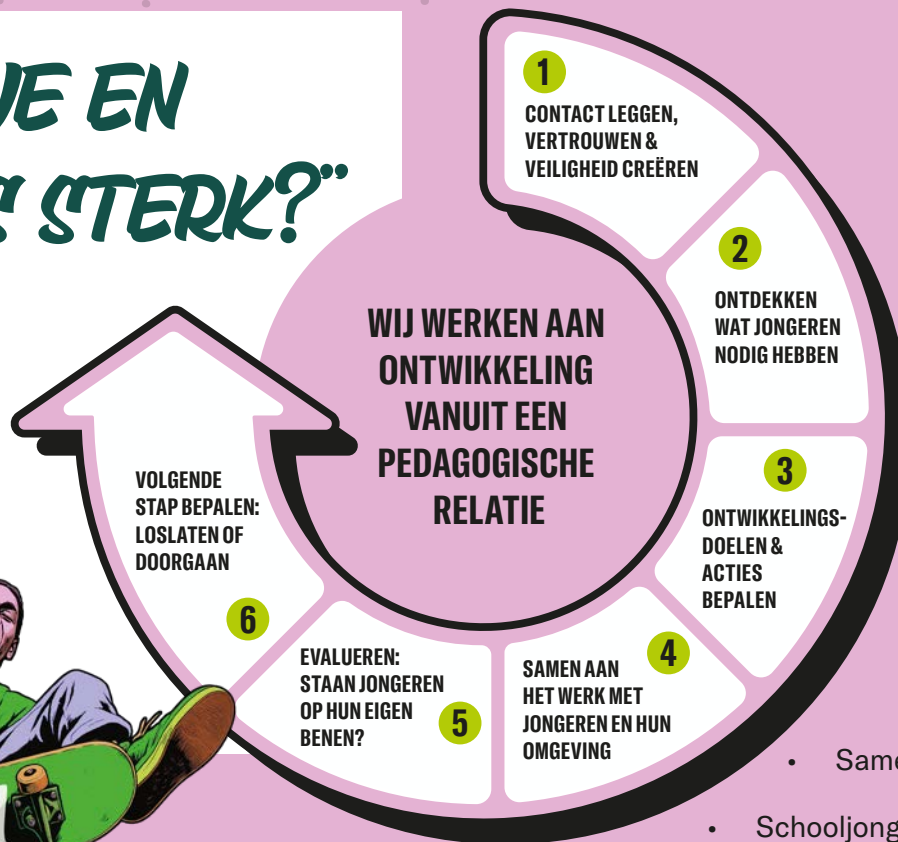 JE EN
STERK?"
1
CONTACT LEGGEN,
VERTROUWEN &
VEILIGHEID CREËREN
2
ONTDEKKEN
WAT JONGEREN
NODIG HEBBEN
3
ONTWIKKELINGS-
DOELEN &
ACTIES
BEPALEN
4
SAMEN AAN
HET WERK MET
JONGEREN EN HUN
OMGEVING
5
EVALUEREN:
STAAN JONGEREN
OP HUN EIGEN
BENEN?
6
VOLGENDE
STAP BEPALEN:
LOSLATEN OF
DOORGAAN
WIJ WERKEN AAN
ONTWIKKELING
VANUIT EEN
PEDAGOGISCHE
RELATIE
• Same
• Schooljong